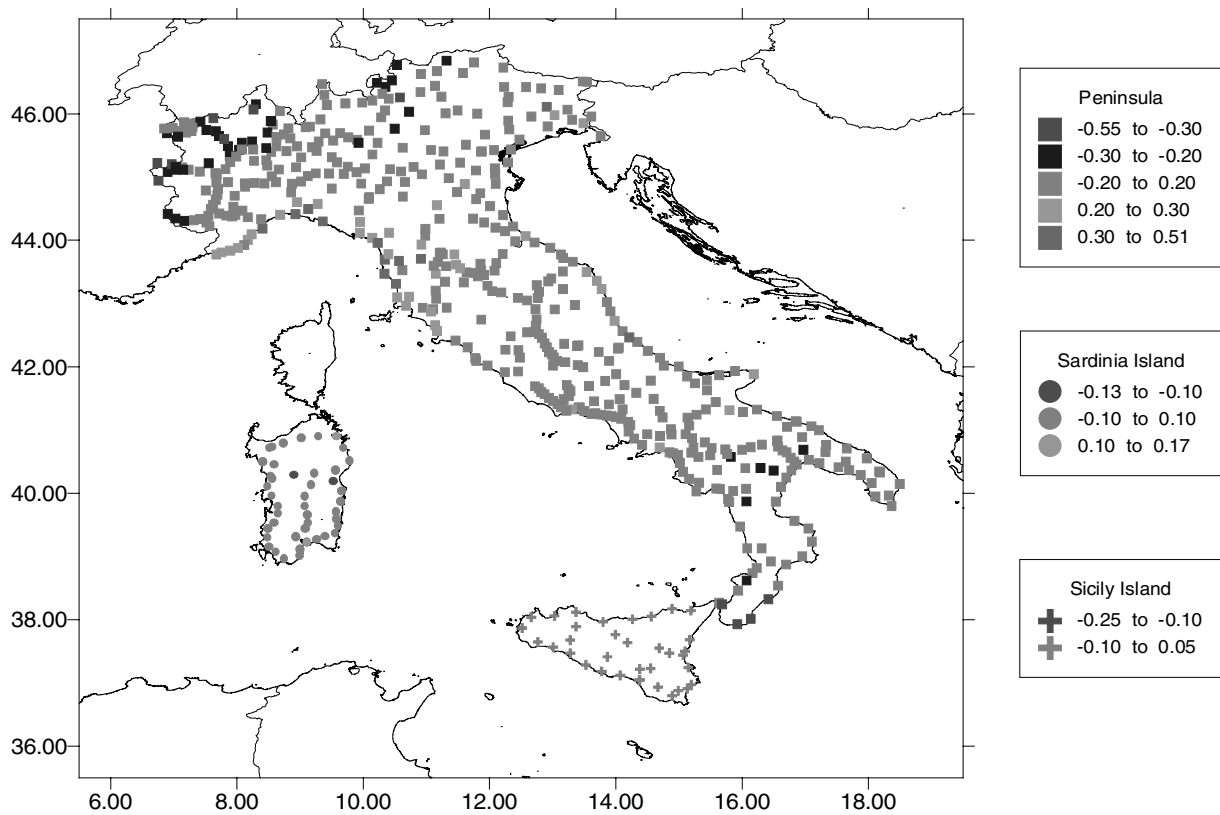 46.00
44.00
42.00
40.00
38.00
36.00
6.00 8.00 10.00 12.00 14.00 16.00 18.00
Peninsula
-0.55 to -0.30
-0.30 to -0.20
-0.20 to 0.20
0.20 to 0.30
0.30 to 0.51
Sardinia Island
-0.13 to -0.10
-0.10 to 0.10
0.10 to 0.17
Sicily Island
-0.25 to -0.10
-0.10 to 0.05